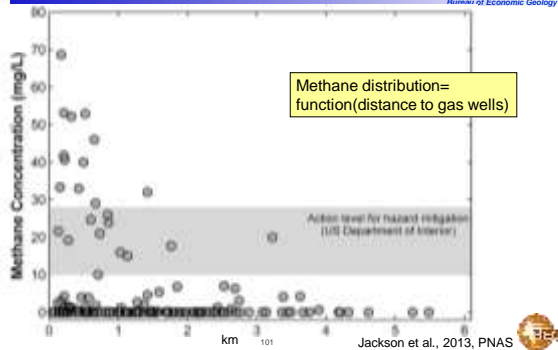 Bureau of Economic Geology
Methane Concentration (mg/L)
80
70
60
50
40
30
20
10
0
Methane distribution=
function(distance to gas wells)
Action level for hazard mitigation
(US Department of Interior)
0
1
2
3
4
5
6
km
101
Jackson et al., 2013, PNAS